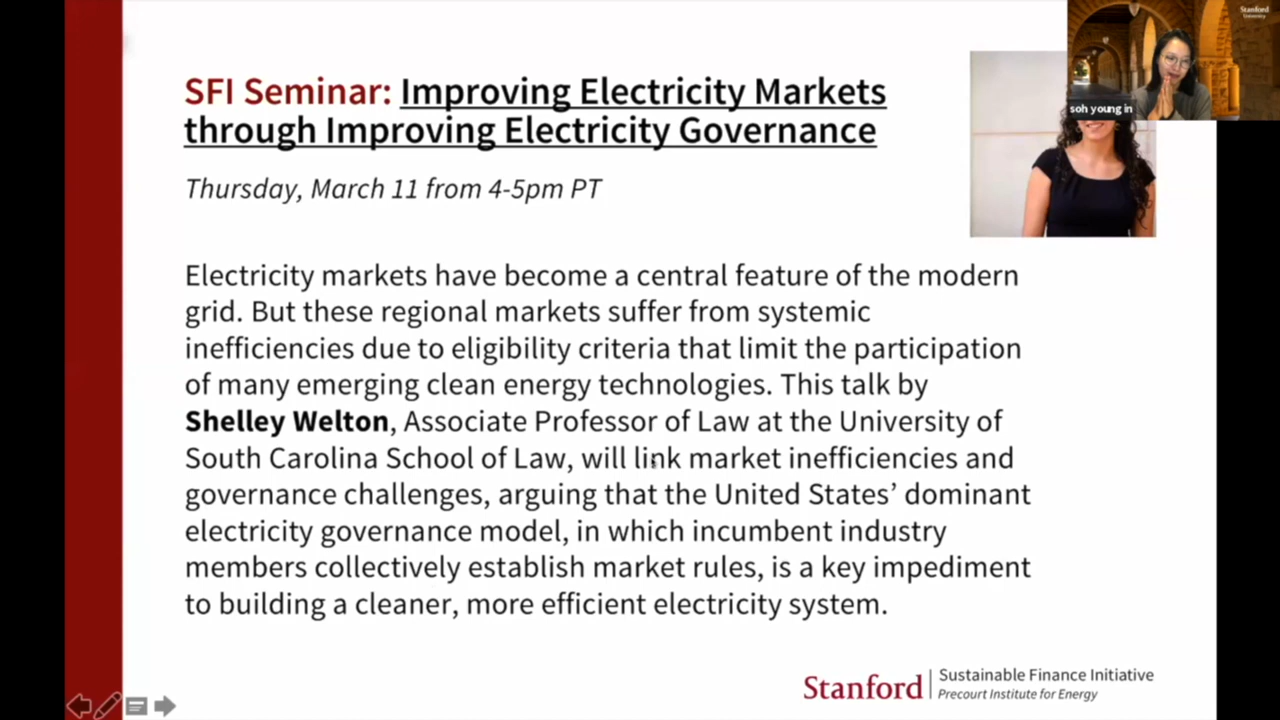 Stanford
University
soh young in
SFI Seminar: Improving Electricity Markets
through Improving Electricity Governance
Thursday, March 11 from 4-5pm PT
Electricity markets have become a central feature of the modern
grid. But these regional markets suffer from systemic
inefficiencies due to eligibility criteria that limit the participation
of many emerging clean energy technologies. This talk by
Shelley Welton, Associate Professor of Law at the University of
South Carolina School of Law, will link market inefficiencies and
governance challenges, arguing that the United States’ dominant
electricity governance model, in which incumbent industry
members collectively establish market rules, is a key impediment
to building a cleaner, more efficient electricity system.
Stanford
Sustainable Finance Initiative
Precourt Institute for Energy